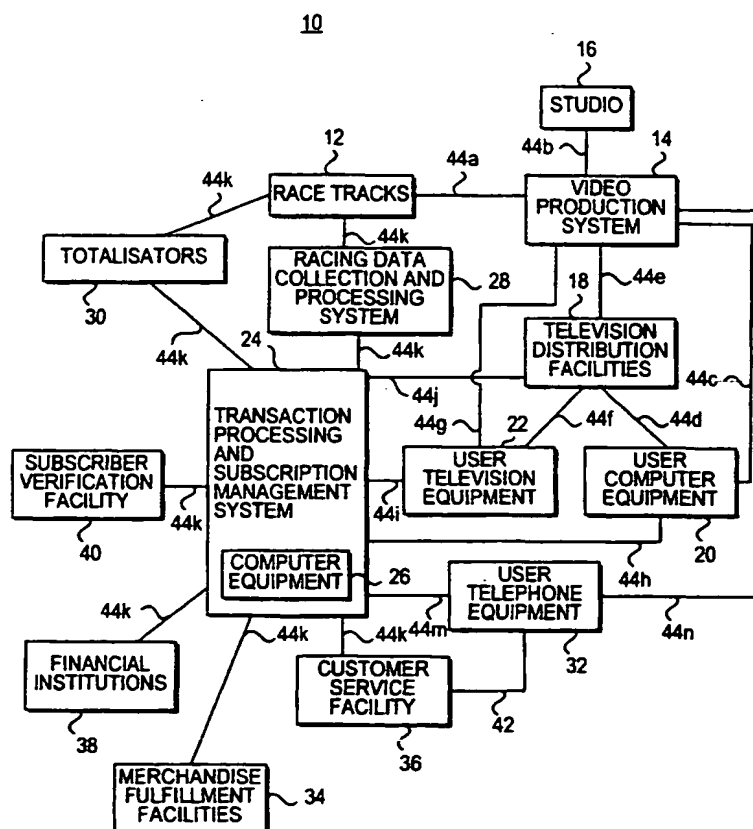 10
16
STUDIO
12
44b
14
44a
44k
RACE TRACKS
VIDEO
PRODUCTION
SYSTEM
TOTALISATORS
44k
RACING DATA
COLLECTION AND
PROCESSING
SYSTEM
28
18
44e
30
44k
24
44k
TELEVISION
DISTRIBUTION
FACILITIES
44c
44j
TRANSACTION
PROCESSING
AND
SUBSCRIPTION
MANAGEMENT
SYSTEM
44g
22
44f
44d
SUBSCRIBER
VERIFICATION
FACILITY
44k
40
USER
TELEVISION
EQUIPMENT
44i
USER
COMPUTER
EQUIPMENT
20
44h
COMPUTER
EQUIPMENT
26
USER
TELEPHONE
EQUIPMENT
44k
44k
44k
44m
44n
32
FINANCIAL
INSTITUTIONS
38
CUSTOMER
SERVICE
FACILITY
42
36
MERCHANDISE
FULFILLMENT
FACILITIES
34